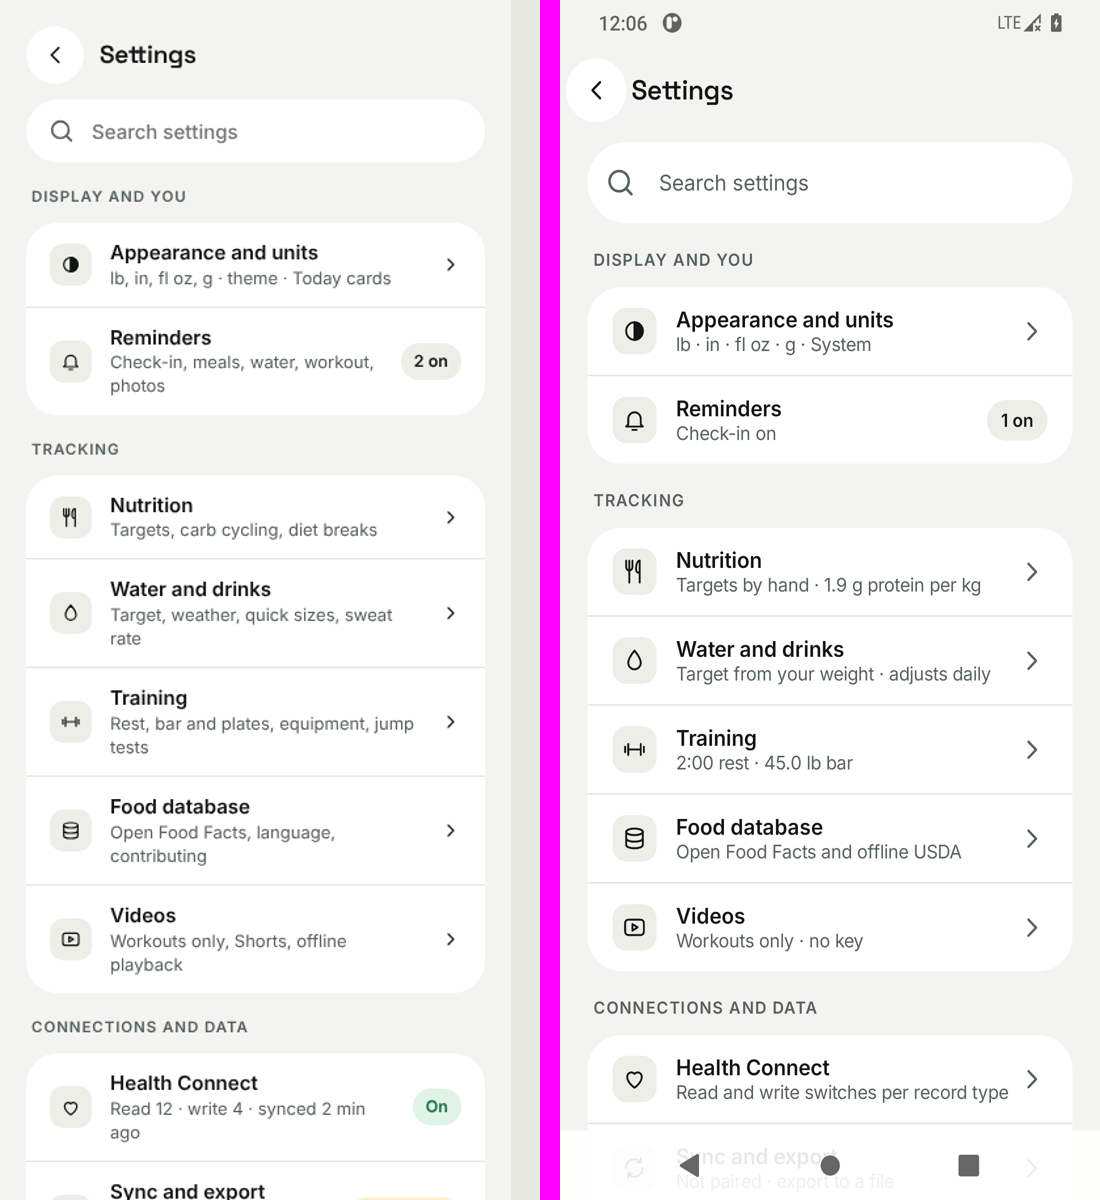 Settings
Search settings
DISPLAY AND YOU
Appearance and units
lb, in, fl oz, g · theme · Today cards
Reminders
Check-in, meals, water, workout,
photos
2 on
TRACKING
Nutrition
Targets, carb cycling, diet breaks
Water and drinks
Target, weather, quick sizes, sweat
rate
Training
Rest, bar and plates, equipment, jump
tests
Food database
Open Food Facts, language,
contributing
Videos
Workouts only, Shorts, offline
playback
CONNECTIONS AND DATA
Health Connect
Read 12 · write 4 · synced 2 min
ago
On
Sync and export
12:06
LTE
Settings
Search settings
DISPLAY AND YOU
Appearance and units
lb · in · fl oz · g · System
Reminders
Check-in on
1 on
TRACKING
Nutrition
Targets by hand · 1.9 g protein per kg
Water and drinks
Target from your weight · adjusts daily
Training
2:00 rest · 45.0 lb bar
Food database
Open Food Facts and offline USDA
Videos
Workouts only · no key
CONNECTIONS AND DATA
Health Connect
Read and write switches per record type
Sync and export
Not paired · export to a file